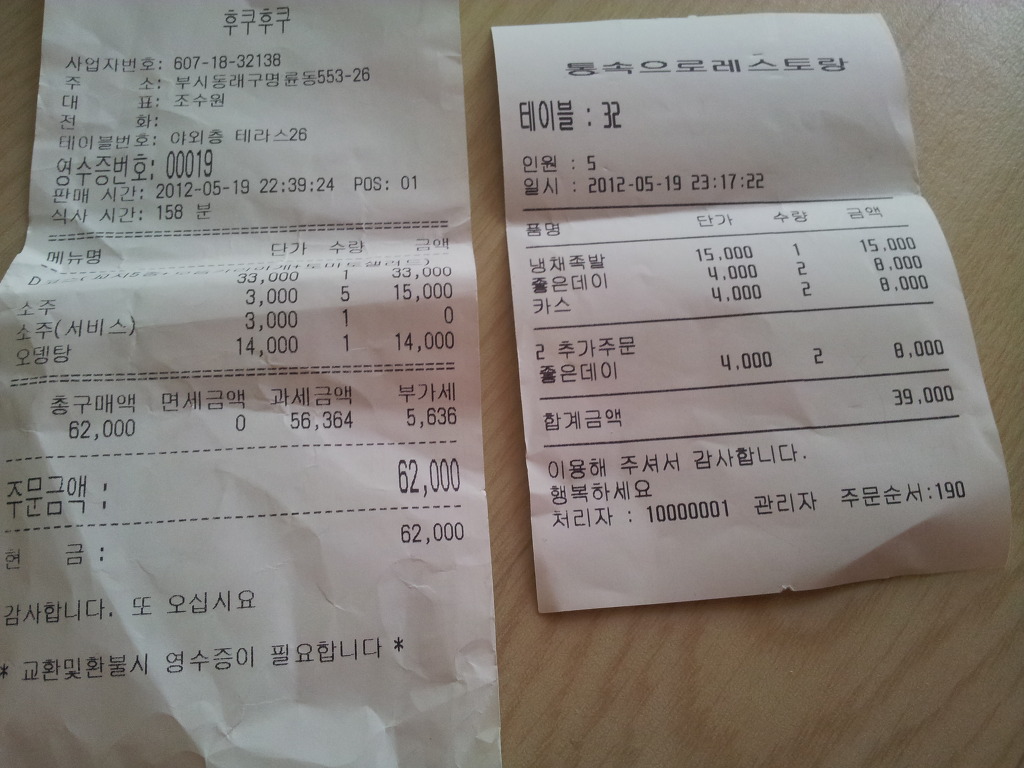 후쿠후쿠
사업자번호: 607-18-32138
주 소: 부시동래구명륜동553-26
대 표: 조수원
전 화:
테이블번호: 야외층 테라스26
영수증번호: 00019
판매 시간: 2012-05-19 22:39:24 POS: 01
식사 시간: 158 분
메뉴명 단가 수량 금액
33,000 1 33,000
소주 3,000 5 15,000
소주(서비스) 3,000 1 0
오뎅탕 14,000 1 14,000
총구매액 면세금액 과세금액 부가세
62,000 0 56,364 5,636
주문금액 : 62,000
현 금 : 62,000
감사합니다. 또 오십시요
* 교환및환불시 영수증이 필요합니다 *
통속으로레스토랑
테이블 : 32
인원 : 5
일시 : 2012-05-19 23:17:22
품명 단가 수량 금액
냉채족발 15,000 1 15,000
좋은데이 4,000 2 8,000
카스 4,000 2 8,000
2 추가주문
좋은데이 4,000 2 8,000
합계금액 39,000
이용해 주셔서 감사합니다.
행복하세요
처리자 : 10000001 관리자 주문순서:190